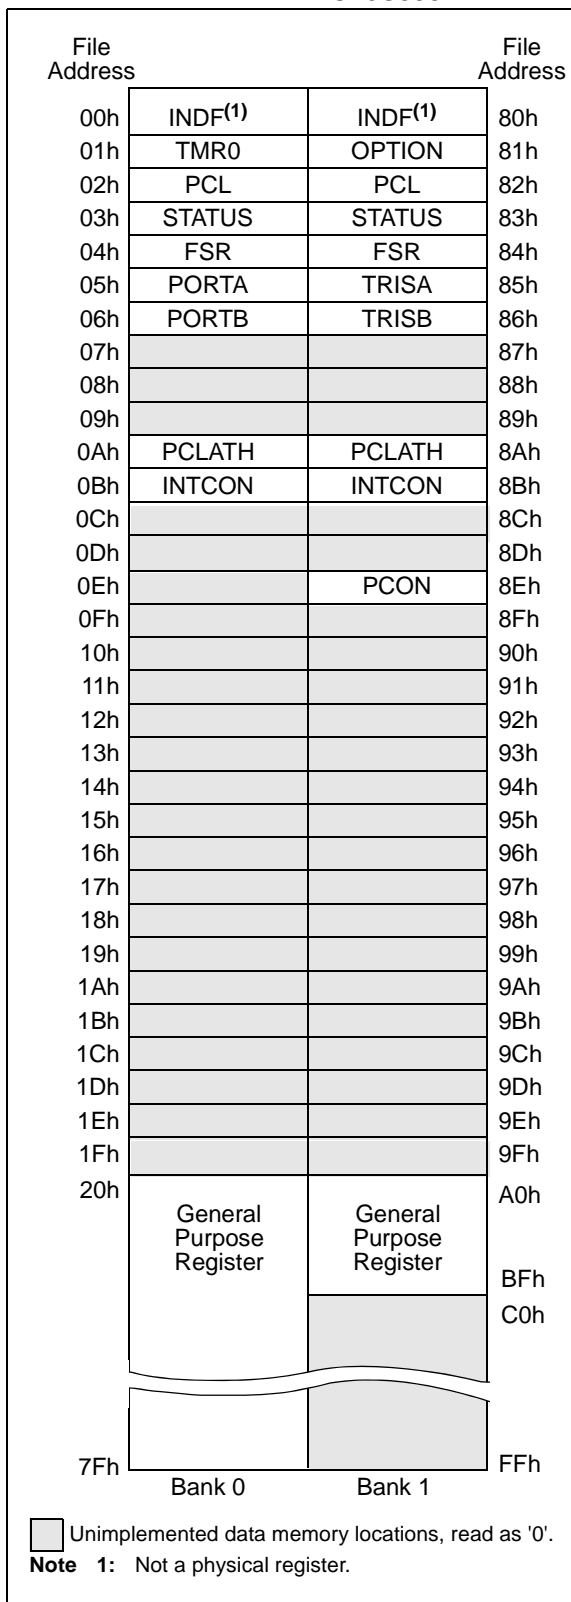 File Address File Address
00h INDF(1) INDF(1) 80h
01h TMR0 OPTION 81h
02h PCL PCL 82h
03h STATUS STATUS 83h
04h FSR FSR 84h
05h PORTA TRISA 85h
06h PORTB TRISB 86h
07h 87h
08h 88h
09h 89h
0Ah PCLATH PCLATH 8Ah
0Bh INTCON INTCON 8Bh
0Ch 8Ch
0Dh 8Dh
0Eh PCON 8Eh
0Fh 8Fh
10h 90h
11h 91h
12h 92h
13h 93h
14h 94h
15h 95h
16h 96h
17h 97h
18h 98h
19h 99h
1Ah 9Ah
1Bh 9Bh
1Ch 9Ch
1Dh 9Dh
1Eh 9Eh
1Fh 9Fh
20h General Purpose Register General Purpose Register A0h
BFh
C0h
7Fh FFh
Bank 0 Bank 1
Unimplemented data memory locations, read as '0'.
Note 1: Not a physical register.